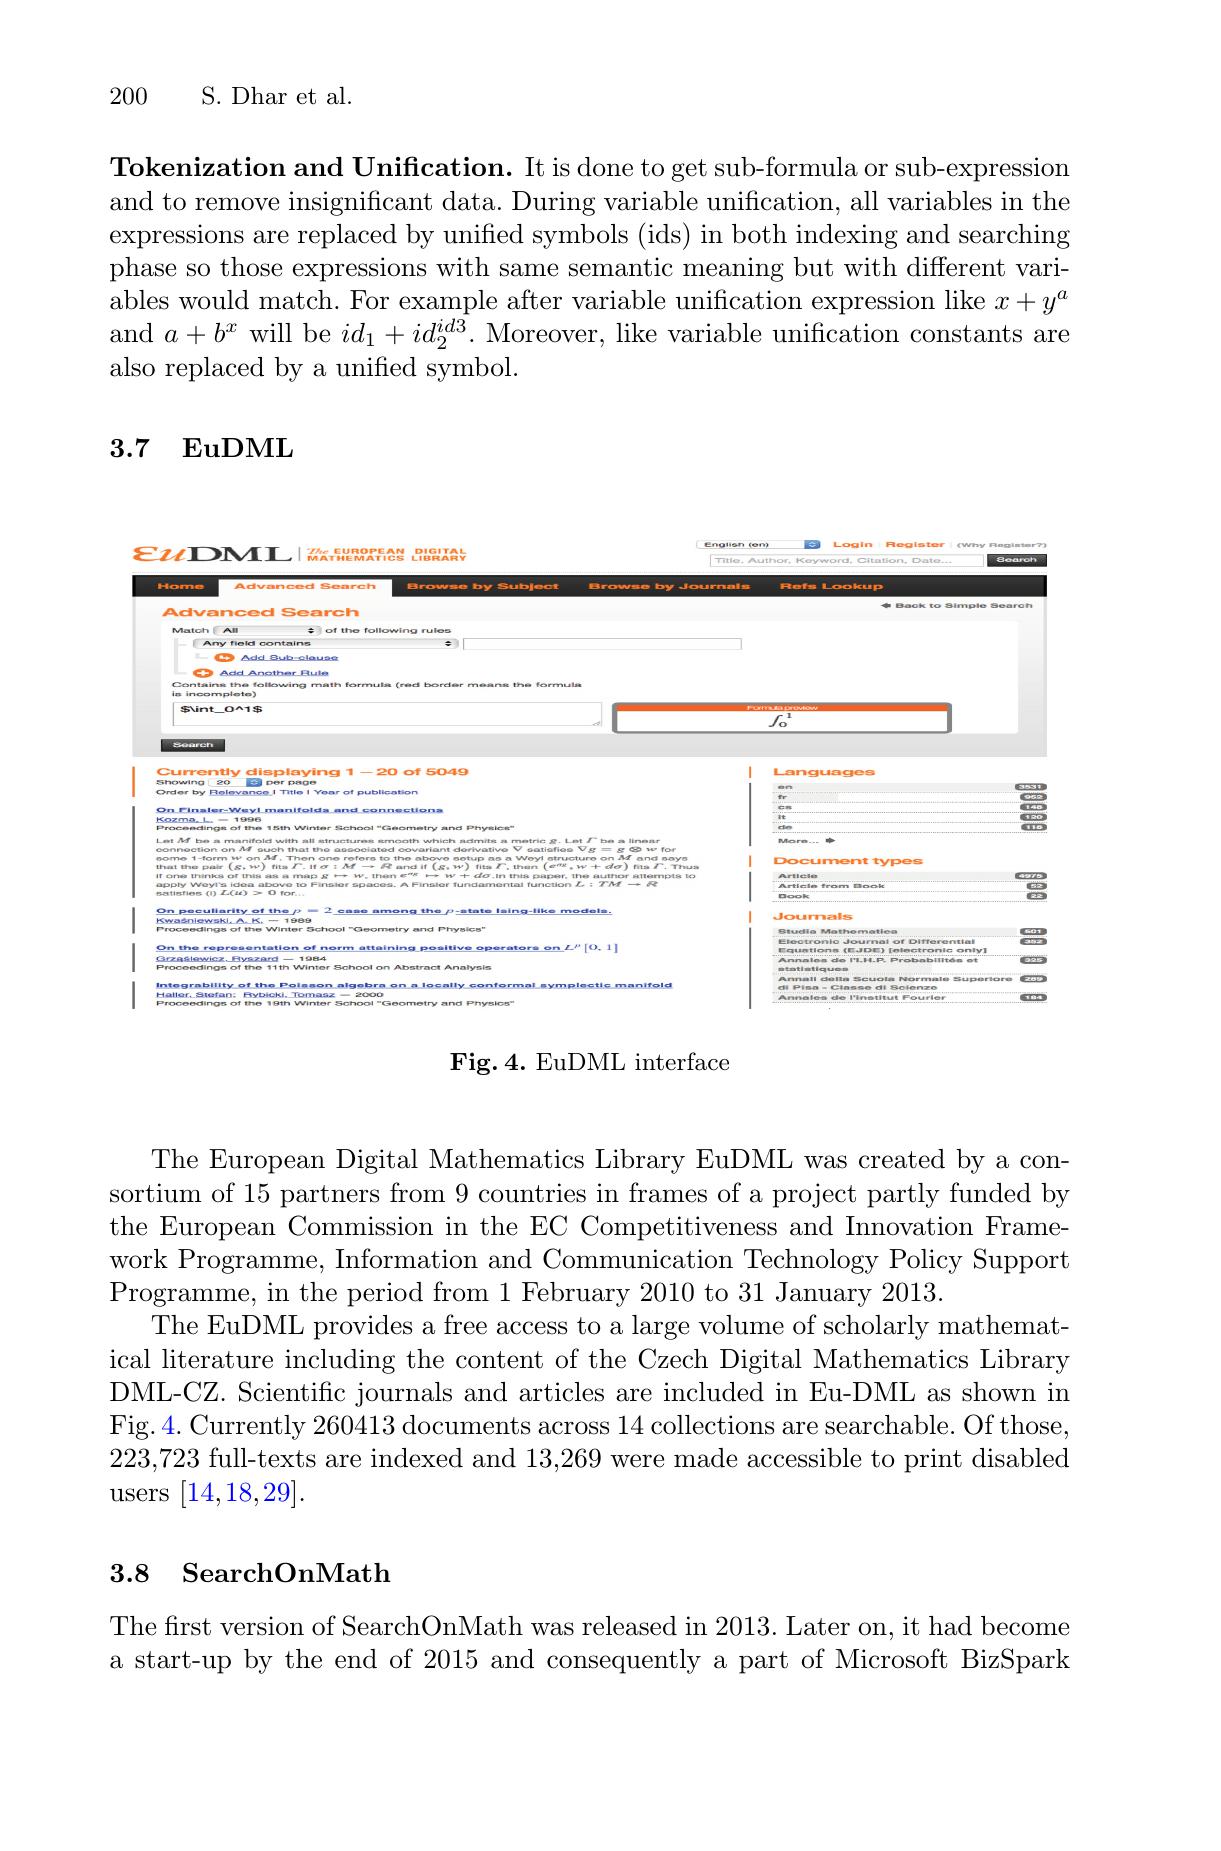 200 S. Dhar et al.
Tokenization and Unification. It is done to get sub-formula or sub-expression
and to remove insignificant data. During variable unification, all variables in the
expressions are replaced by unified symbols (ids) in both indexing and searching
phase so those expressions with same semantic meaning but with different vari-
ables would match. For example after variable unification expression like x + y^a
and a + b^x will be id_1 + id_2^{id3}. Moreover, like variable unification constants are
also replaced by a unified symbol.
3.7 EuDML
EuDML | The EUROPEAN DIGITAL
MATHEMATICS LIBRARY
English (en) Login Register (Why Register?)
Title, Author, Keyword, Citation, Date... Search
Home Advanced Search Browse by Subject Browse by Journals Refs Lookup
Back to Simple Search
Advanced Search
Match All of the following rules
Any field contains
Add Sub-clause
Add Another Rule
Contains the following math formula (red border means the formula
is incomplete)
$\int_0^1$
Formula preview
∫_0^1
Search
Currently displaying 1 – 20 of 5049
Showing 20 per page
Order by Relevance | Title | Year of publication
On Finsler-Weyl manifolds and connections
Kozma, L. — 1996
Proceedings of the 15th Winter School "Geometry and Physics"
Let M be a manifold with all structures smooth which admits a metric g. Let Γ be a linear
connection on M such that the associated covariant derivative ∇ satisfies ∇g = g ⊗ w for
some 1-form w on M. Then one refers to the above setup as a Weyl structure on M and says
that the pair (g, w) fits Γ. If σ : M → R and if (g, w) fits Γ, then (e^σg, w + dσ) fits Γ. Thus
if one thinks of this as a map g ↦ w, then e^σg ↦ w + dσ.In this paper, the author attempts to
apply Weyl's idea above to Finsler spaces. A Finsler fundamental function L : TM → R
satisfies (i) L(u) > 0 for...
On peculiarity of the p = 2 case among the p-state Ising-like models.
Kwaśniewski, A. K. — 1989
Proceedings of the Winter School "Geometry and Physics"
On the representation of norm attaining positive operators on L^p [0, 1]
Grząślewicz, Ryszard — 1984
Proceedings of the 11th Winter School on Abstract Analysis
Integrability of the Poisson algebra on a locally conformal symplectic manifold
Haller, Stefan; Rybicki, Tomasz — 2000
Proceedings of the 19th Winter School "Geometry and Physics"
Languages
en 3531
fr 952
cs 148
it 120
de 118
More...
Document types
Article 4975
Article from Book 52
Book 22
Journals
Studia Mathematica 501
Electronic Journal of Differential 352
Equations (EJDE) [electronic only]
Annales de l'I.H.P. Probabilités et 325
statistiques
Annali della Scuola Normale Superiore 289
di Pisa - Classe di Scienze
Annales de l'institut Fourier 184
Fig. 4. EuDML interface
The European Digital Mathematics Library EuDML was created by a con-
sortium of 15 partners from 9 countries in frames of a project partly funded by
the European Commission in the EC Competitiveness and Innovation Frame-
work Programme, Information and Communication Technology Policy Support
Programme, in the period from 1 February 2010 to 31 January 2013.
The EuDML provides a free access to a large volume of scholarly mathemat-
ical literature including the content of the Czech Digital Mathematics Library
DML-CZ. Scientific journals and articles are included in Eu-DML as shown in
Fig. 4. Currently 260413 documents across 14 collections are searchable. Of those,
223,723 full-texts are indexed and 13,269 were made accessible to print disabled
users [14,18,29].
3.8 SearchOnMath
The first version of SearchOnMath was released in 2013. Later on, it had become
a start-up by the end of 2015 and consequently a part of Microsoft BizSpark